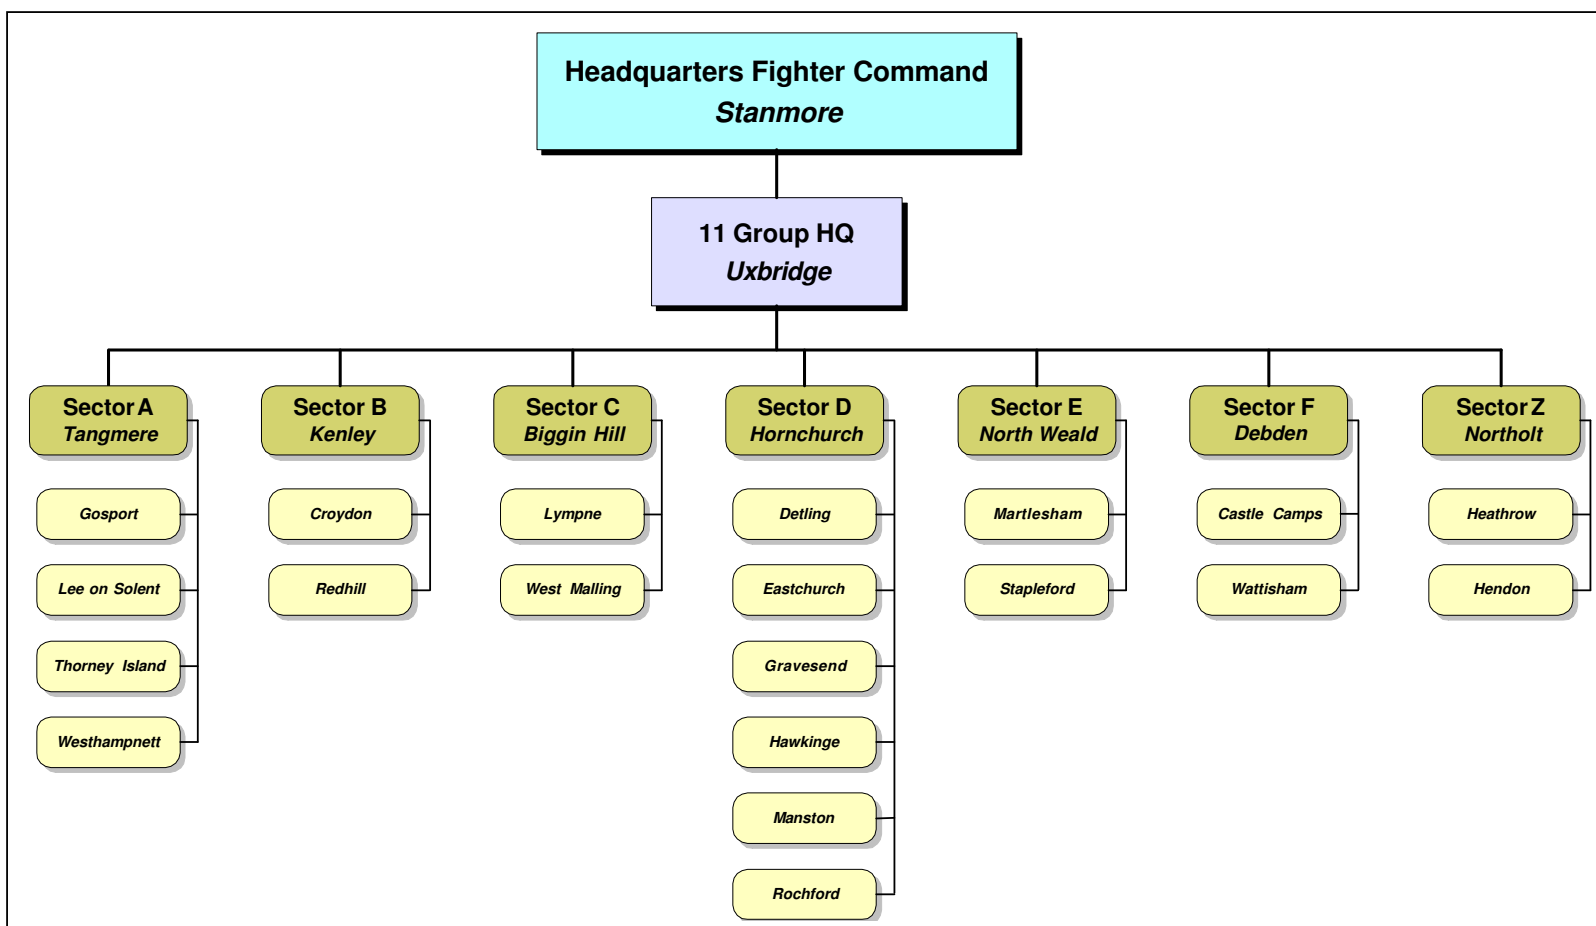 Headquarters Fighter Command
Stanmore
11 Group HQ
Uxbridge
Sector A
Tangmere
Gosport
Lee on Solent
Thorney Island
Westhampnett
Sector B
Kenley
Croydon
Redhill
Sector C
Biggin Hill
Lympne
West Malling
Sector D
Hornchurch
Detling
Eastchurch
Gravesend
Hawkinge
Manston
Rochford
Sector E
North Weald
Martlesham
Stapleford
Sector F
Debden
Castle Camps
Wattisham
Sector Z
Northolt
Heathrow
Hendon